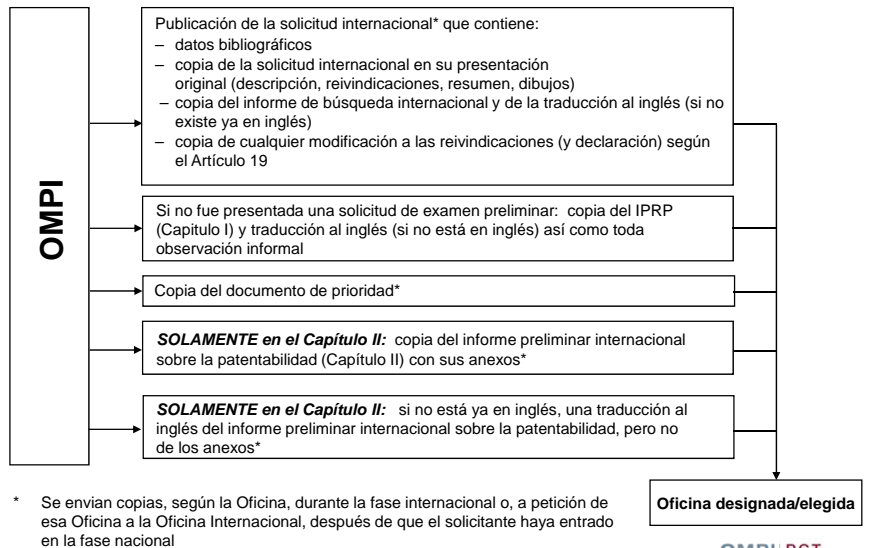 OMPI
Publicación de la solicitud internacional* que contiene:
– datos bibliográficos
– copia de la solicitud internacional en su presentación
original (descripción, reivindicaciones, resumen, dibujos)
– copia del informe de búsqueda internacional y de la traducción al inglés (si no
existe ya en inglés)
– copia de cualquier modificación a las reivindicaciones (y declaración) según
el Artículo 19
Si no fue presentada una solicitud de examen preliminar: copia del IPRP
(Capitulo I) y traducción al inglés (si no está en inglés) así como toda
observación informal
Copia del documento de prioridad*
SOLAMENTE en el Capítulo II: copia del informe preliminar internacional
sobre la patentabilidad (Capítulo II) con sus anexos*
SOLAMENTE en el Capítulo II: si no está ya en inglés, una traducción al
inglés del informe preliminar internacional sobre la patentabilidad, pero no
de los anexos*
Oficina designada/elegida
* Se envian copias, según la Oficina, durante la fase internacional o, a petición de
esa Oficina a la Oficina Internacional, después de que el solicitante haya entrado
en la fase nacional